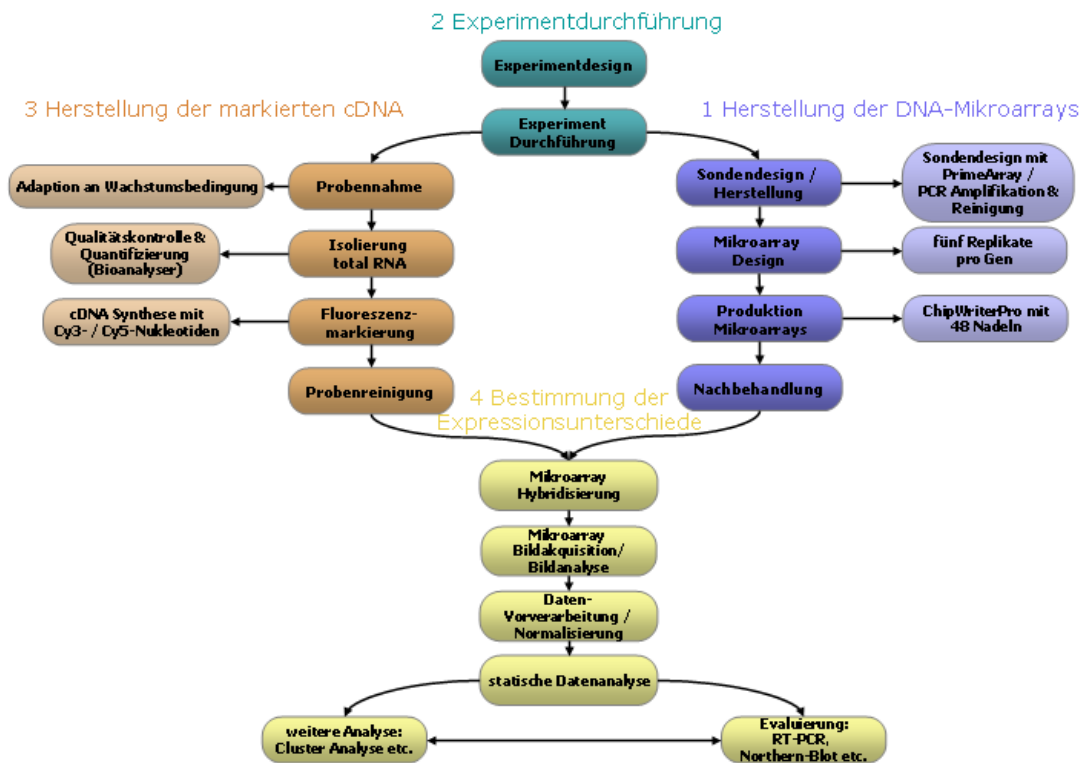 2 Experimentdurchführung
Experimentdesign
3 Herstellung der markierten cDNA
1 Herstellung der DNA-Mikroarrays
Experiment
Durchführung
Adaption an Wachstumsbedingung
Probennahme
Sondendesign /
Herstellung
Sondendesign mit
PrimeArray /
PCR Amplifikation &
Reinigung
Qualitätskontrolle &
Quantifizierung
(Bioanalyser)
Isolierung
total RNA
Mikroarray
Design
fünf Replikate
pro Gen
cDNA Synthese mit
Cy3- / Cy5-Nukleotiden
Fluoreszenz-
markierung
Produktion
Mikroarrays
ChipWriterPro mit
48 Nadeln
Probenreinigung
Nachbehandlung
4 Bestimmung der
Expressionsunterschiede
Mikroarray
Hybridisierung
Mikroarray
Bildakquisition/
Bildanalyse
Daten-
Vorverarbeitung /
Normalisierung
statische Datenanalyse
weitere Analyse:
Cluster Analyse etc.
Evaluierung:
RT-PCR,
Northern-Blot etc.